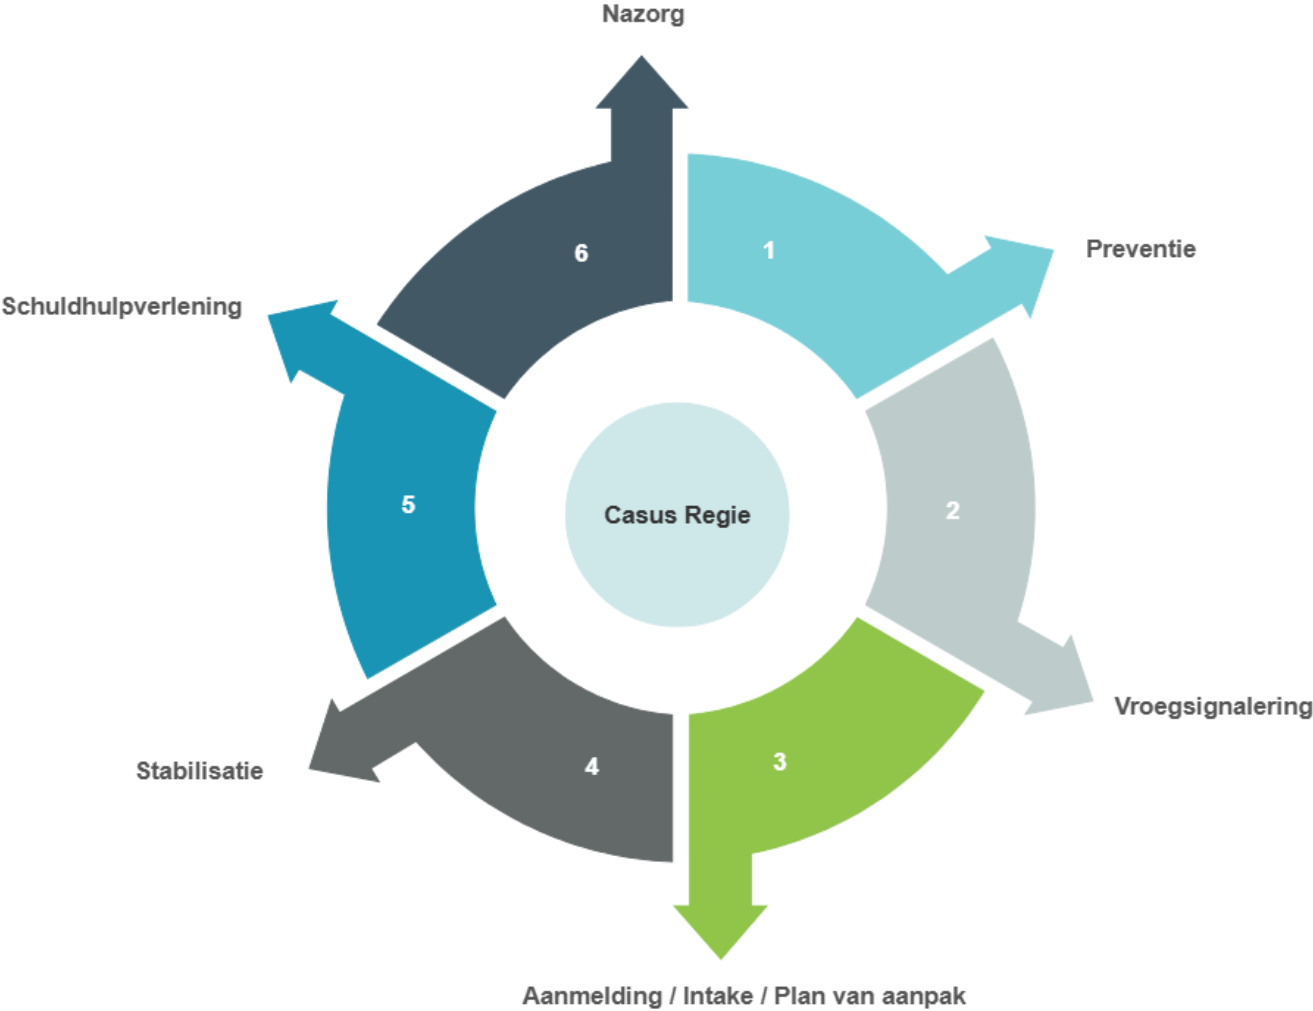 Nazorg
6
1
Preventie
Schuldhulpverlening
5
Casus Regie
2
Vroegsignalering
Stabilisatie
4
3
Aanmelding / Intake / Plan van aanpak